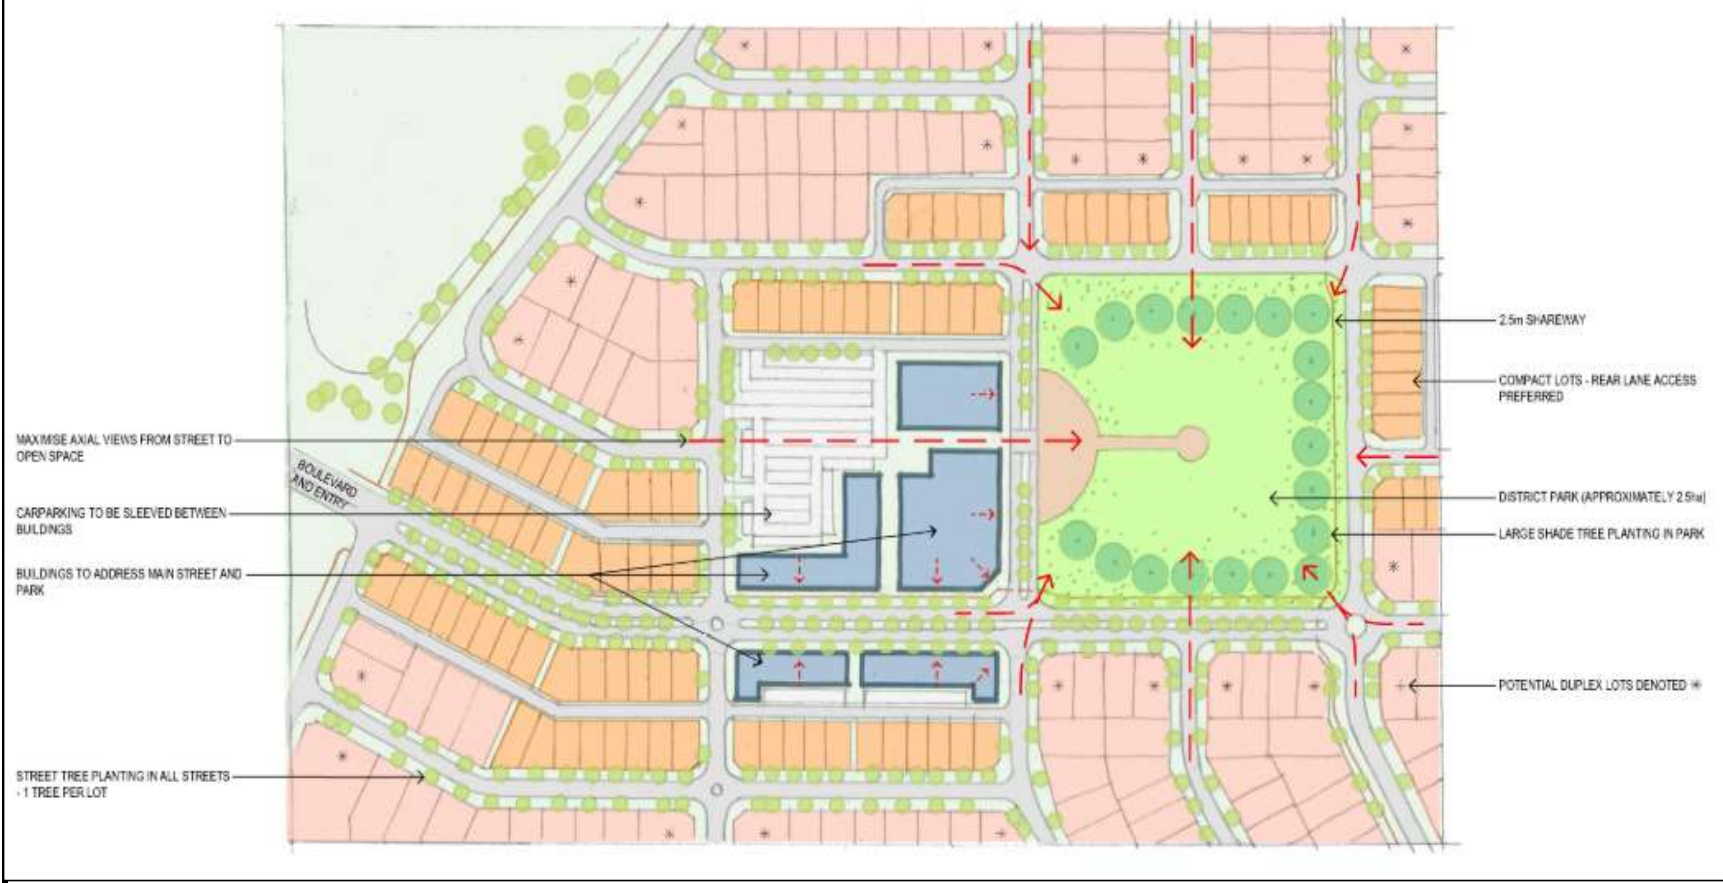 MAXIMISE AXIAL VIEWS FROM STREET TO
OPEN SPACE
BOULEVARD
AND ENTRY
CARPARKING TO BE SLEEVED BETWEEN
BUILDINGS
BUILDINGS TO ADDRESS MAIN STREET AND
PARK
STREET TREE PLANTING IN ALL STREETS
- 1 TREE PER LOT
2.5m SHAREWAY
COMPACT LOTS - REAR LANE ACCESS
PREFERRED
DISTRICT PARK (APPROXIMATELY 2.5ha)
LARGE SHADE TREE PLANTING IN PARK
POTENTIAL DUPLEX LOTS DENOTED *